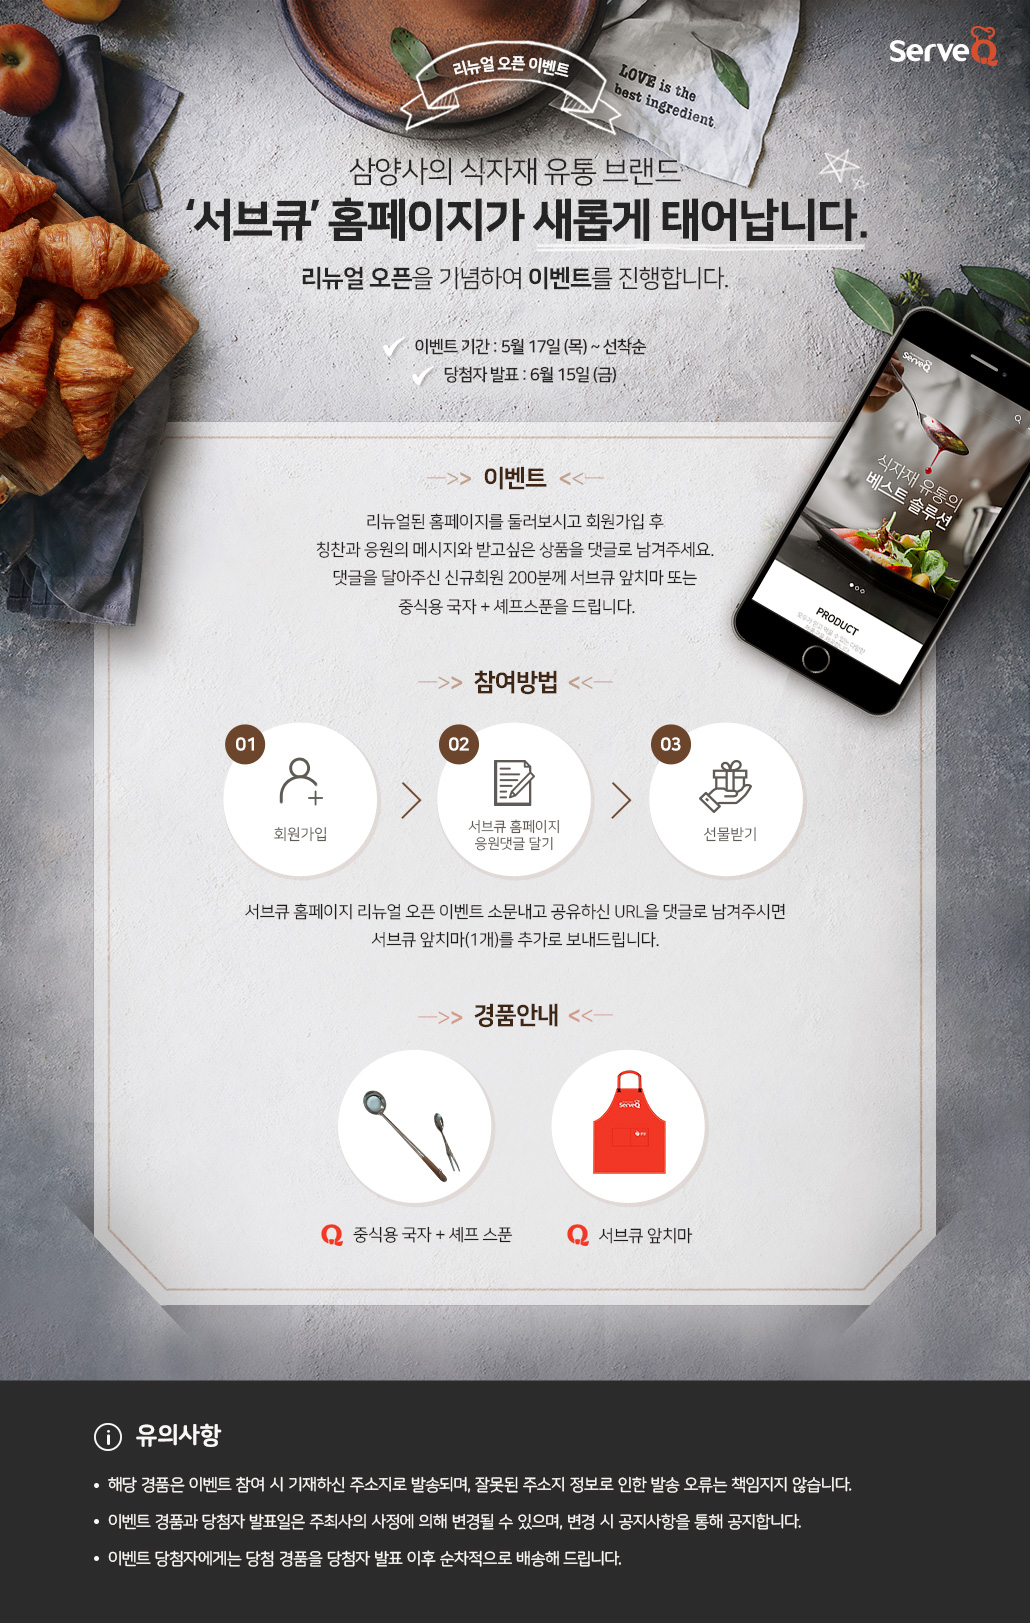 ServeQ
리뉴얼 오픈 이벤트
LOVE is the
best ingredient.
삼양사의 식자재 유통 브랜드
‘서브큐’ 홈페이지가 새롭게 태어납니다.
리뉴얼 오픈을 기념하여 이벤트를 진행합니다.
이벤트 기간 : 5월 17일 (목) ~ 선착순
당첨자 발표 : 6월 15일 (금)
ServeQ
식자재 유통의
베스트 솔루션
PRODUCT
->> 이벤트 <<-
리뉴얼된 홈페이지를 둘러보시고 회원가입 후
칭찬과 응원의 메시지와 받고싶은 상품을 댓글로 남겨주세요.
댓글을 달아주신 신규회원 200분께 서브큐 앞치마 또는
중식용 국자 + 셰프스푼을 드립니다.
->> 참여방법 <<-
01
회원가입
02
서브큐 홈페이지
응원댓글 달기
03
선물받기
서브큐 홈페이지 리뉴얼 오픈 이벤트 소문내고 공유하신 URL을 댓글로 남겨주시면
서브큐 앞치마(1개)를 추가로 보내드립니다.
->> 경품안내 <<-
ServeQ
Q 중식용 국자 + 셰프 스푼
Q 서브큐 앞치마
유의사항
• 해당 경품은 이벤트 참여 시 기재하신 주소지로 발송되며, 잘못된 주소지 정보로 인한 발송 오류는 책임지지 않습니다.
• 이벤트 경품과 당첨자 발표일은 주최사의 사정에 의해 변경될 수 있으며, 변경 시 공지사항을 통해 공지합니다.
• 이벤트 당첨자에게는 당첨 경품을 당첨자 발표 이후 순차적으로 배송해 드립니다.